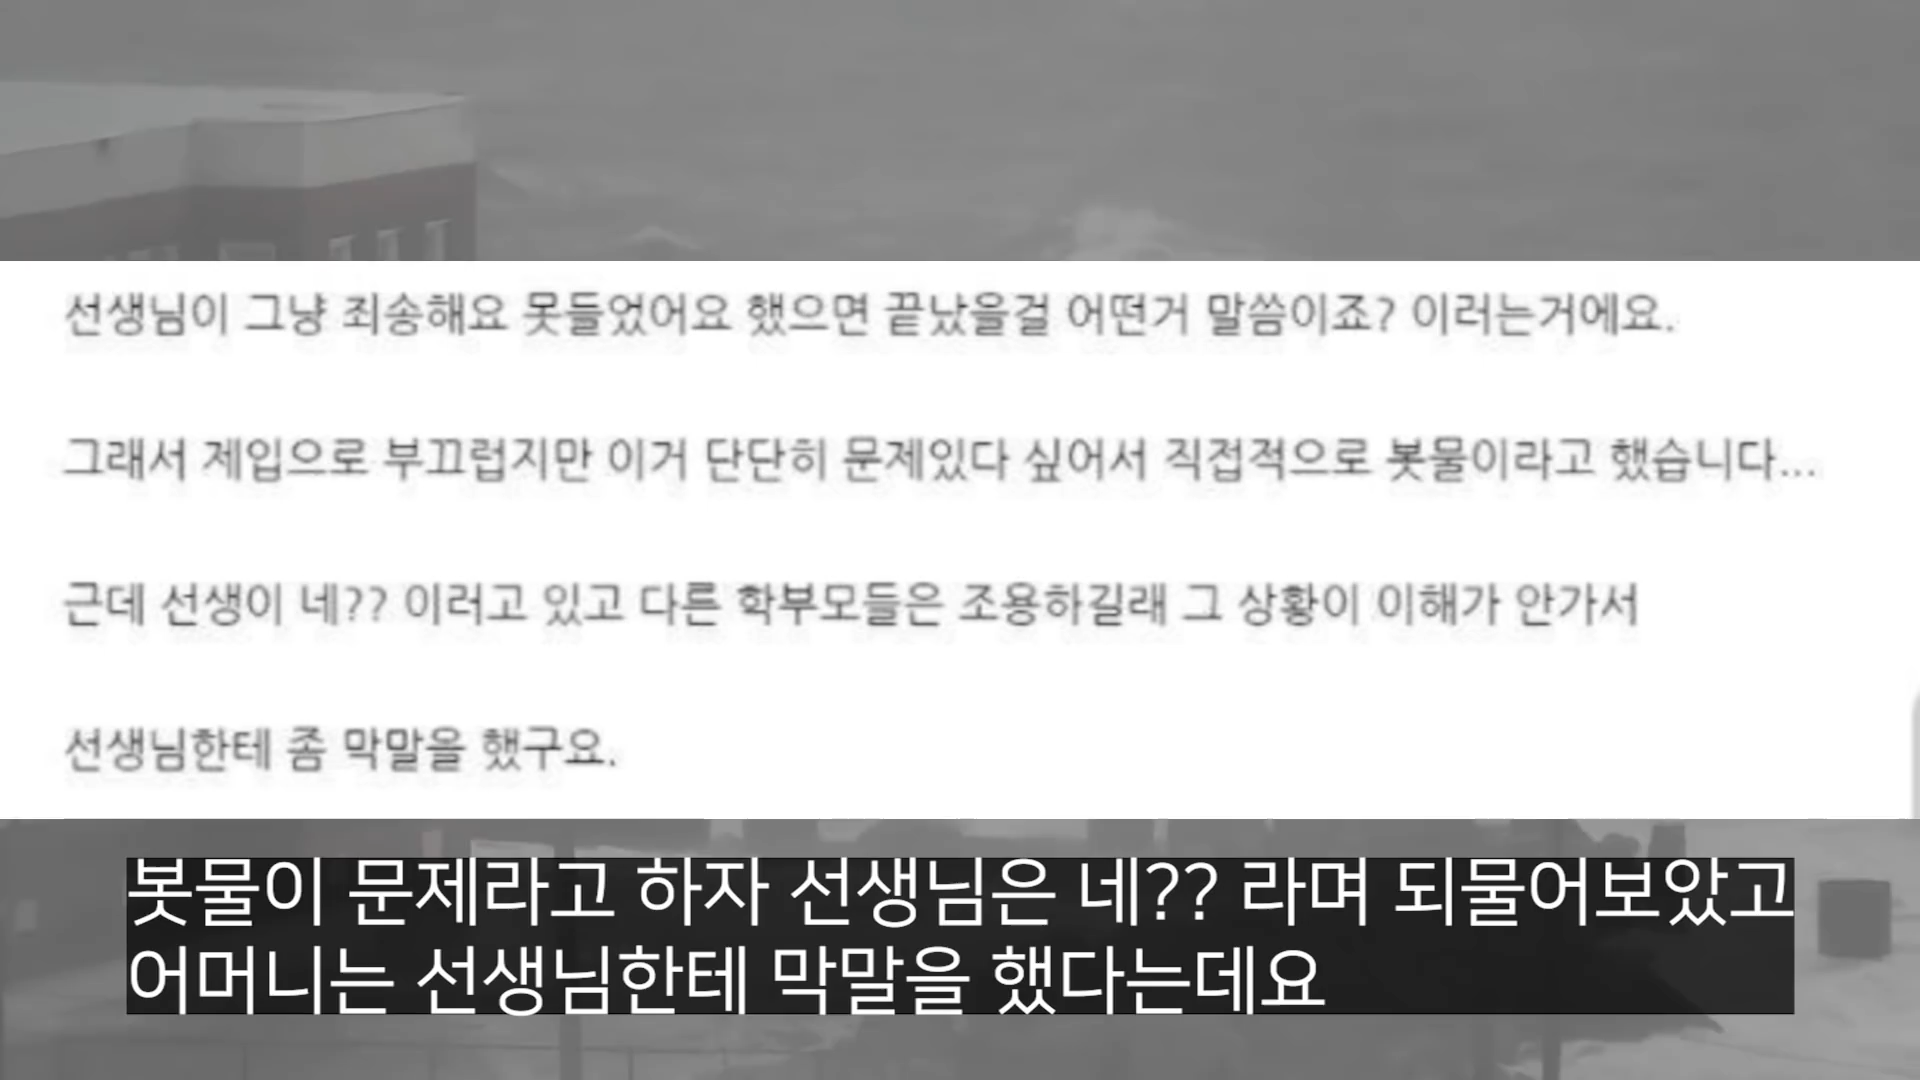 선생님이 그냥 죄송해요 못들었어요 했으면 끝났을걸 어떤거 말씀이죠? 이러는거에요.
그래서 제입으로 부끄럽지만 이거 단단히 문제있다 싶어서 직접적으로 봇물이라고 했습니다...
근데 선생이 네?? 이러고 있고 다른 학부모들은 조용하길래 그 상황이 이해가 안가서
선생님한테 좀 막말을 했구요.
봇물이 문제라고 하자 선생님은 네?? 라며 되물어보았고
어머니는 선생님한테 막말을 했다는데요